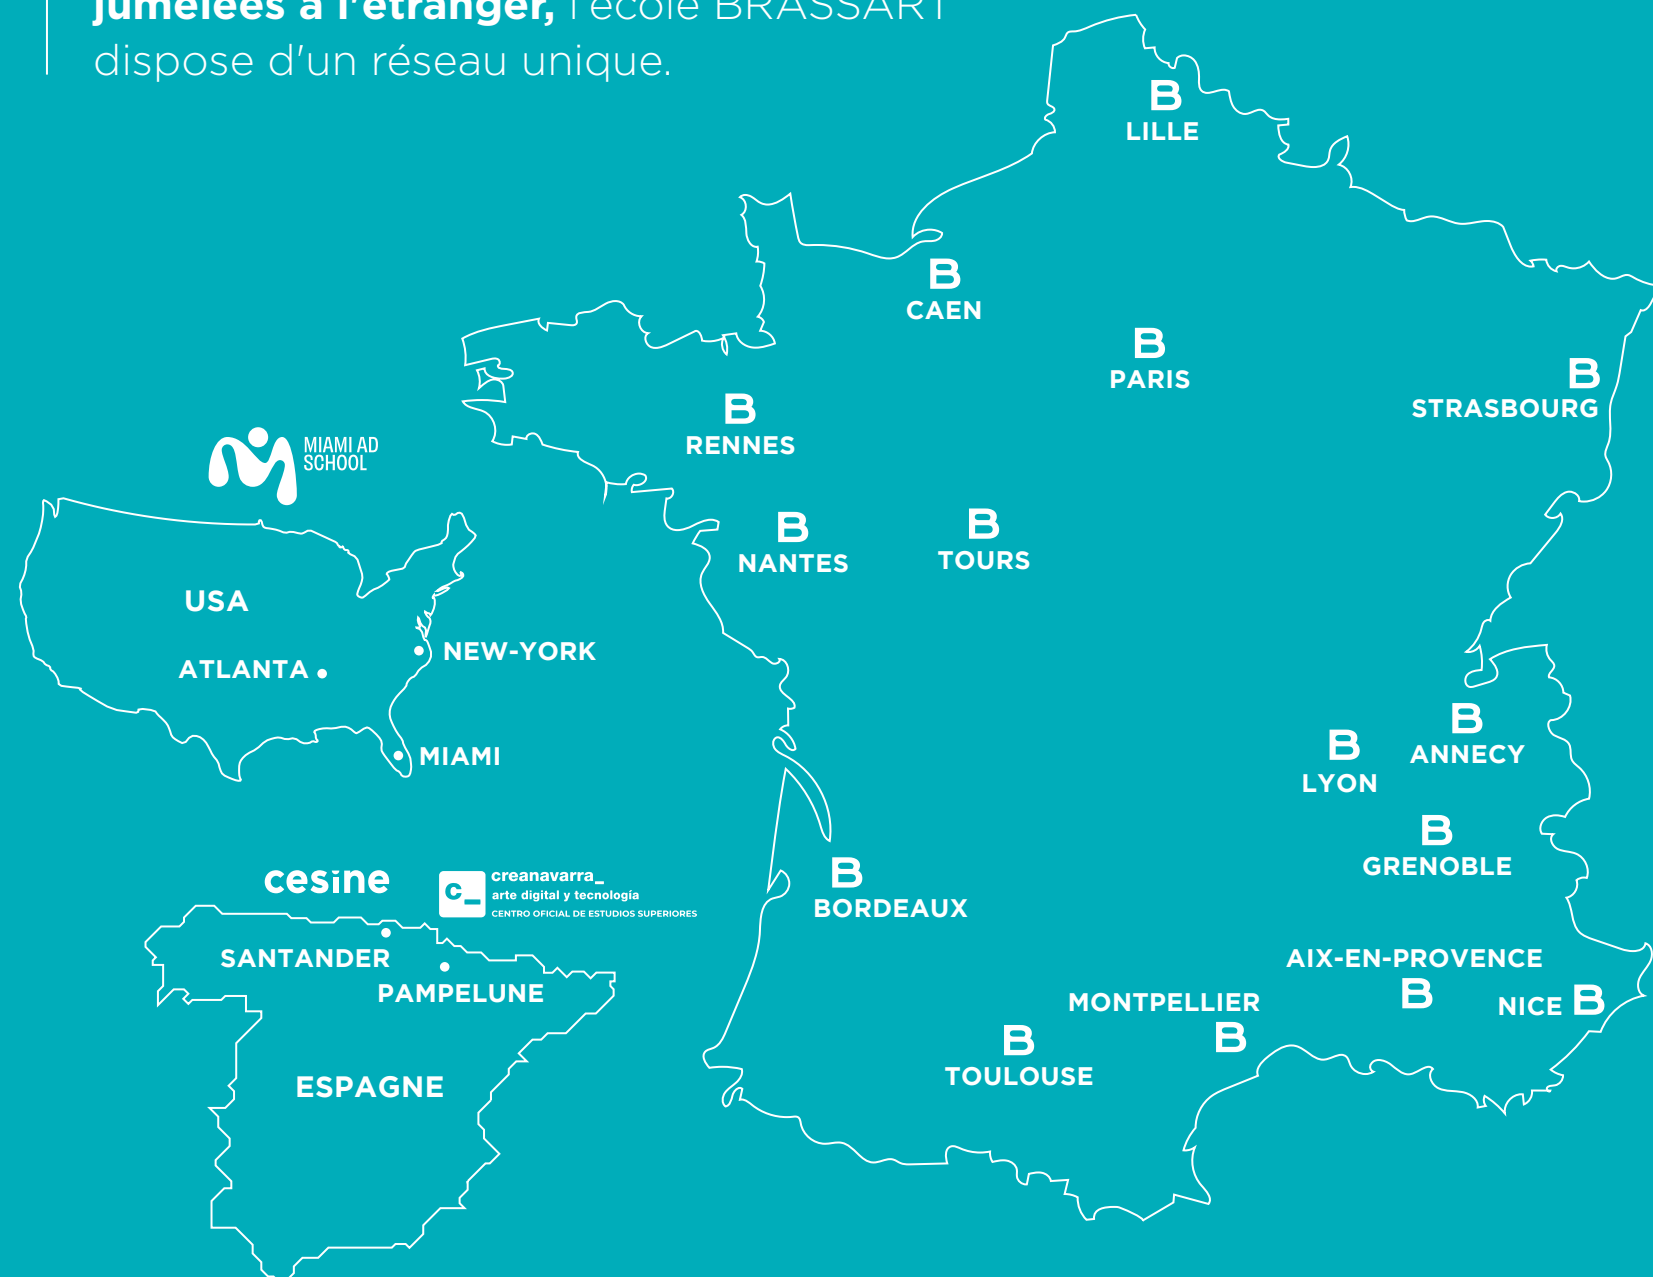 jumelées à l'étranger, l'école BRASSART
dispose d'un réseau unique.
B
LILLE
B
CAEN
B
PARIS
B
STRASBOURG
B
RENNES
MIAMI AD
SCHOOL
B
NANTES
B
TOURS
USA
NEW-YORK
ATLANTA
MIAMI
B
ANNECY
B
LYON
B
GRENOBLE
B
BORDEAUX
cesine
c_
creanavarra_
arte digital y tecnología
CENTRO OFICIAL DE ESTUDIOS SUPERIORES
SANTANDER
PAMPELUNE
ESPAGNE
AIX-EN-PROVENCE
B
NICE B
MONTPELLIER
B
B
TOULOUSE